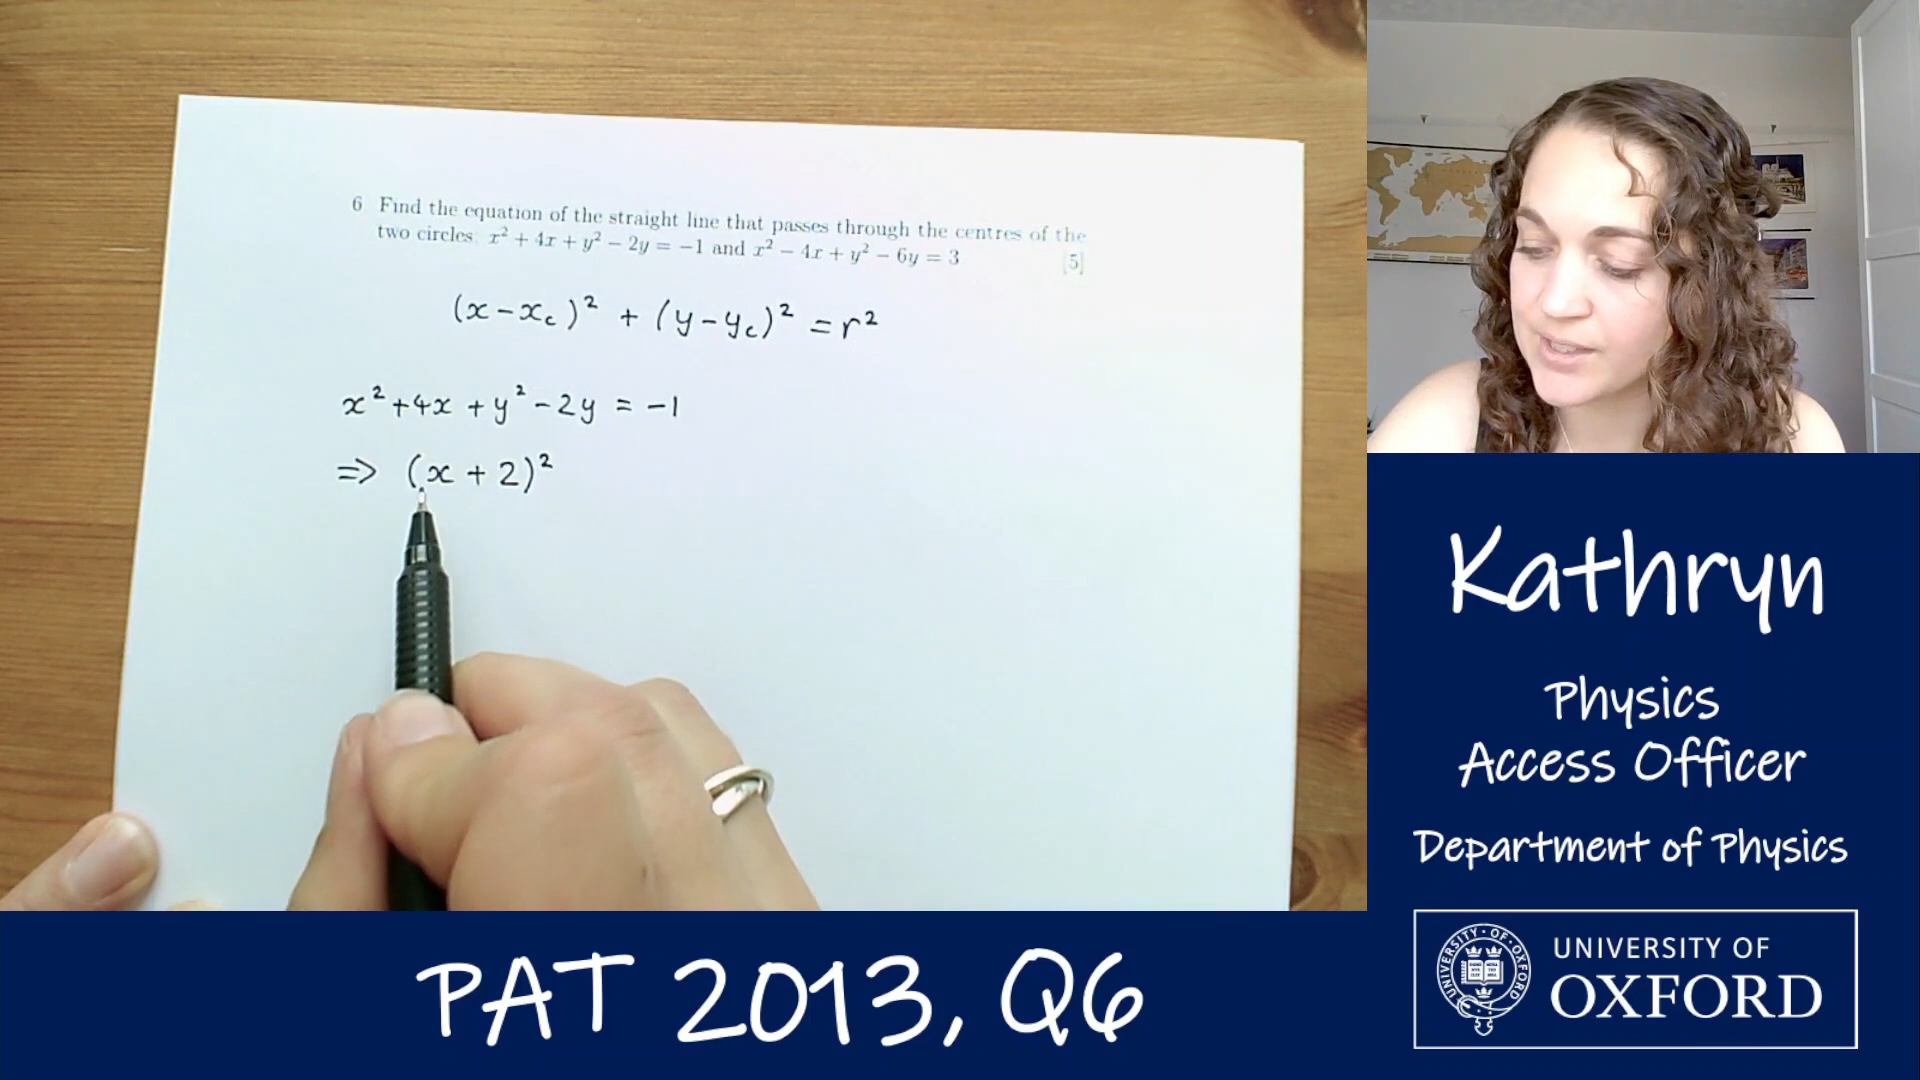 6 Find the equation of the straight line that passes through the centres of the
two circles: x² + 4x + y² − 2y = −1 and x² − 4x + y² − 6y = 3
[5]
(x − x_c)² + (y − y_c)² = r²
x² + 4x + y² − 2y = −1
⇒ (x + 2)²
Kathryn
Physics
Access Officer
Department of Physics
UNIVERSITY OF
OXFORD
PAT 2013, Q6